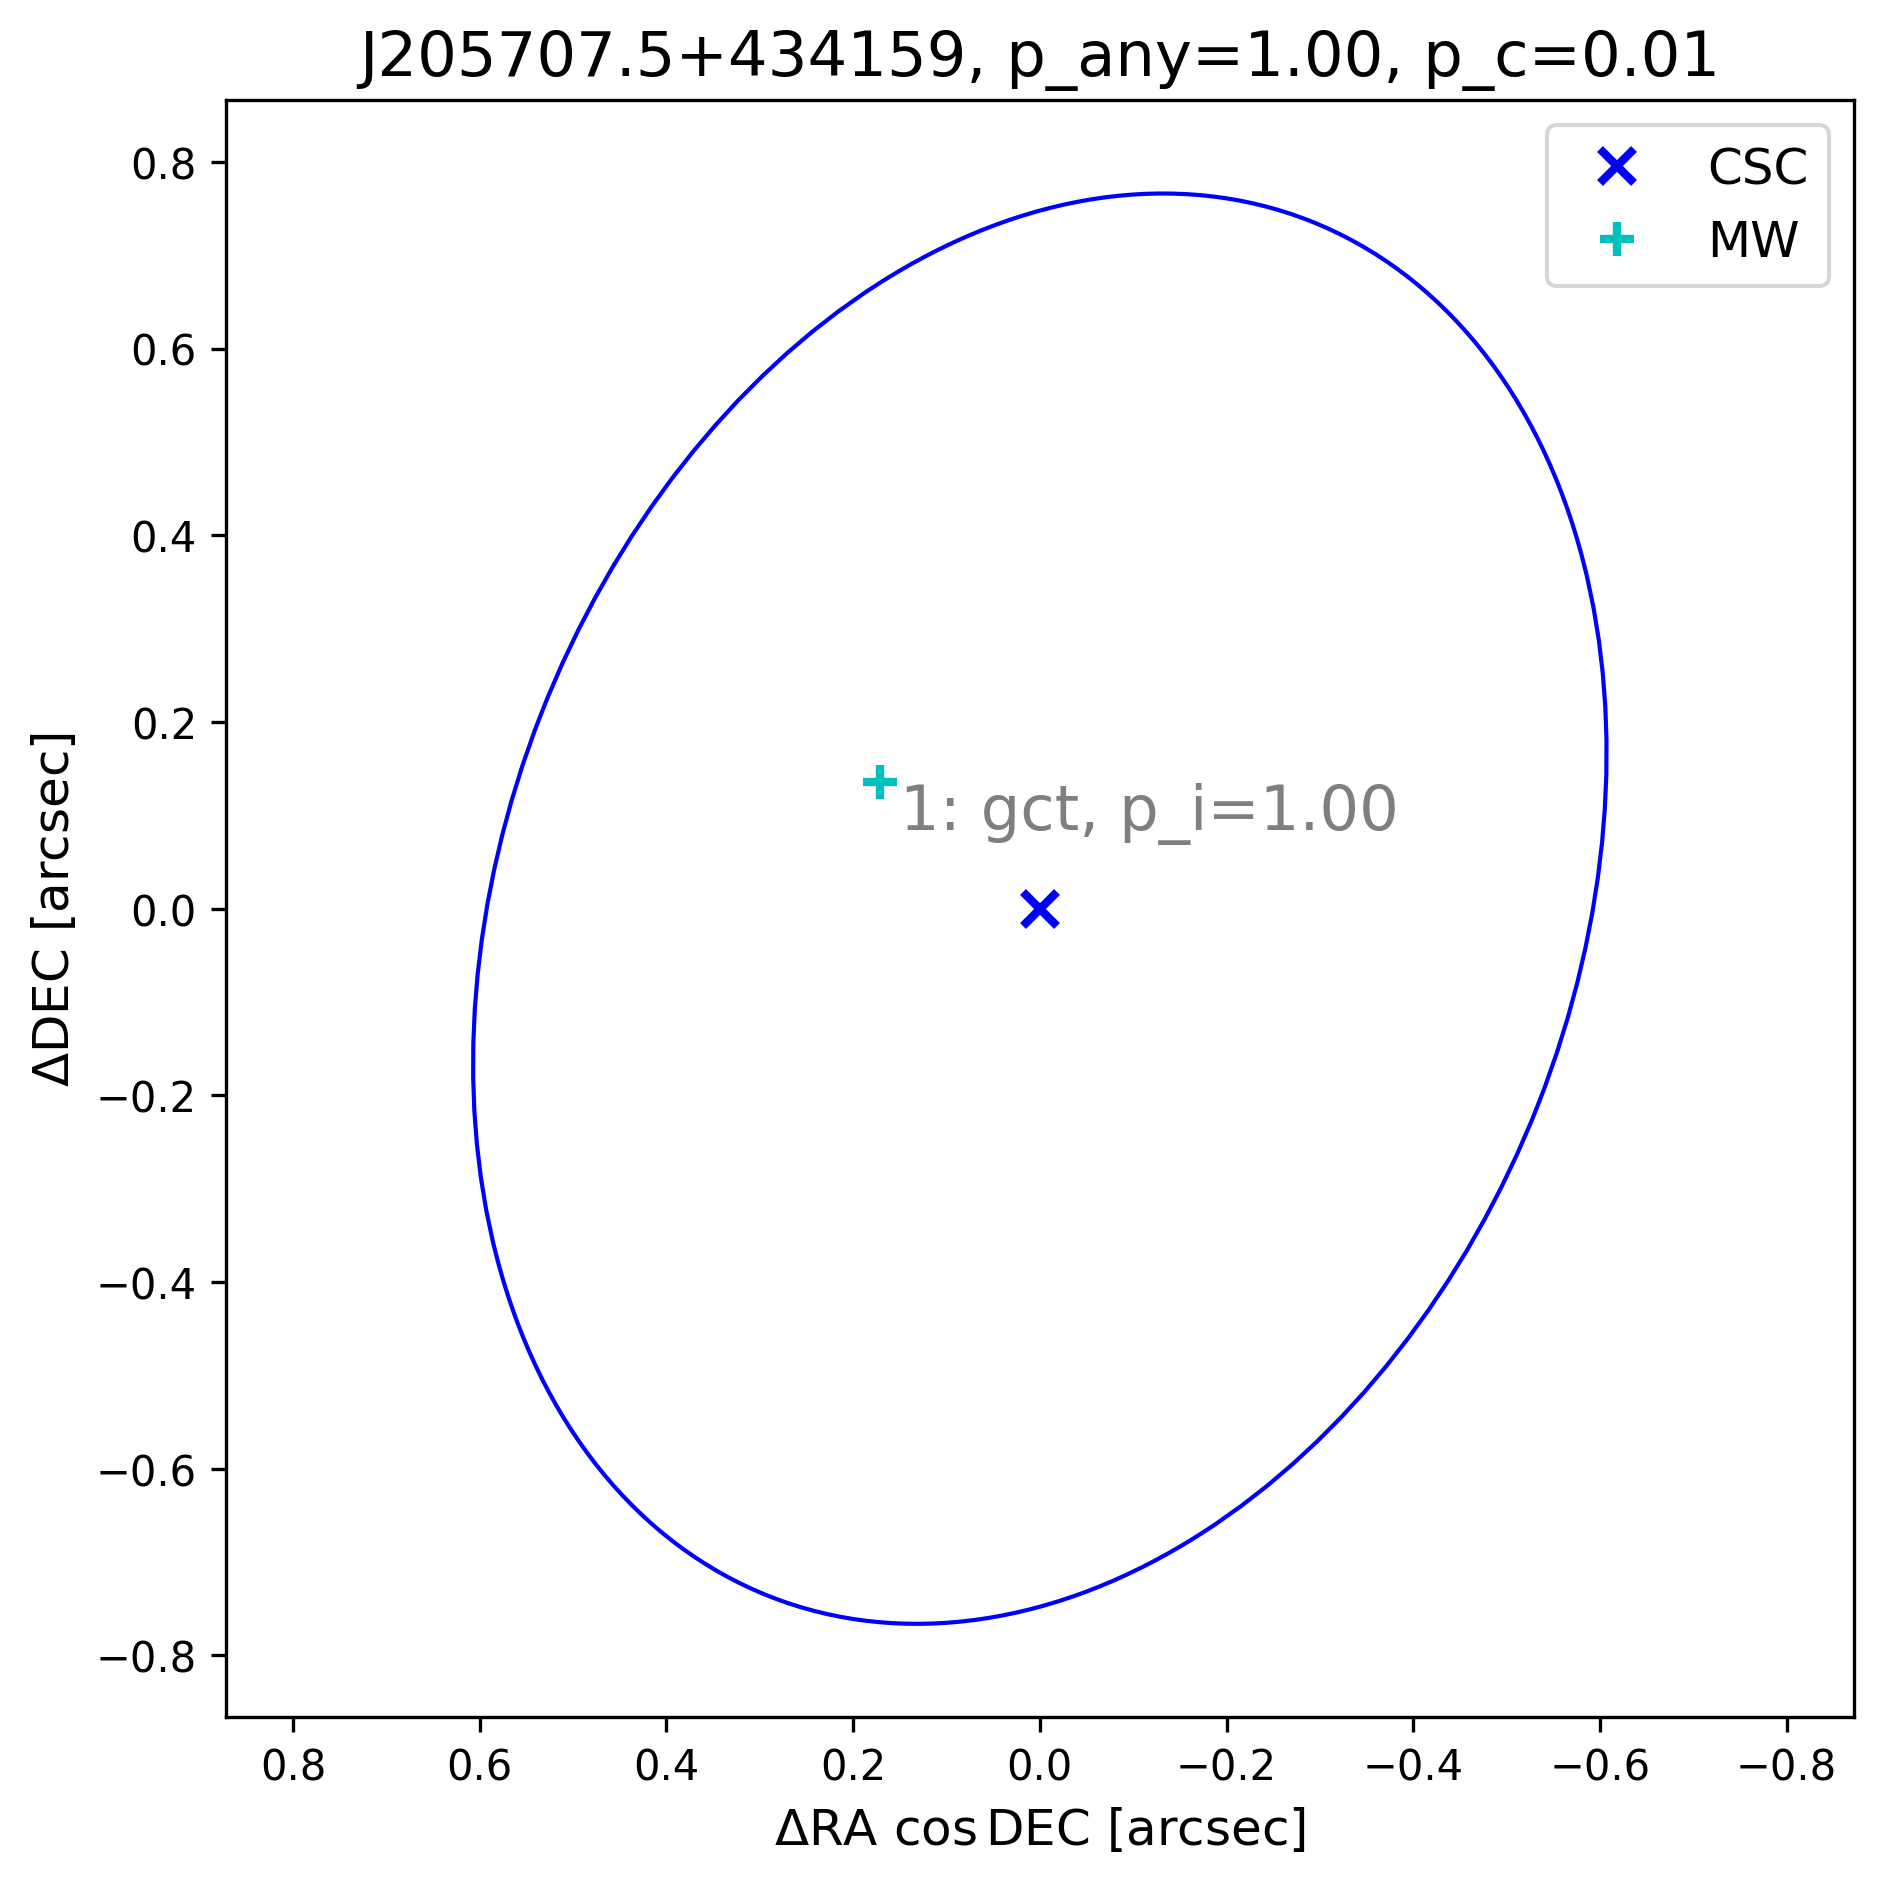 J205707.5+434159, p_any=1.00, p_c=0.01
CSC
MW
0.8
0.6
0.4
0.2
0.0
−0.2
−0.4
−0.6
−0.8
ΔDEC [arcsec]
1: gct, p_i=1.00
0.8 0.6 0.4 0.2 0.0 −0.2 −0.4 −0.6 −0.8
ΔRA cos DEC [arcsec]